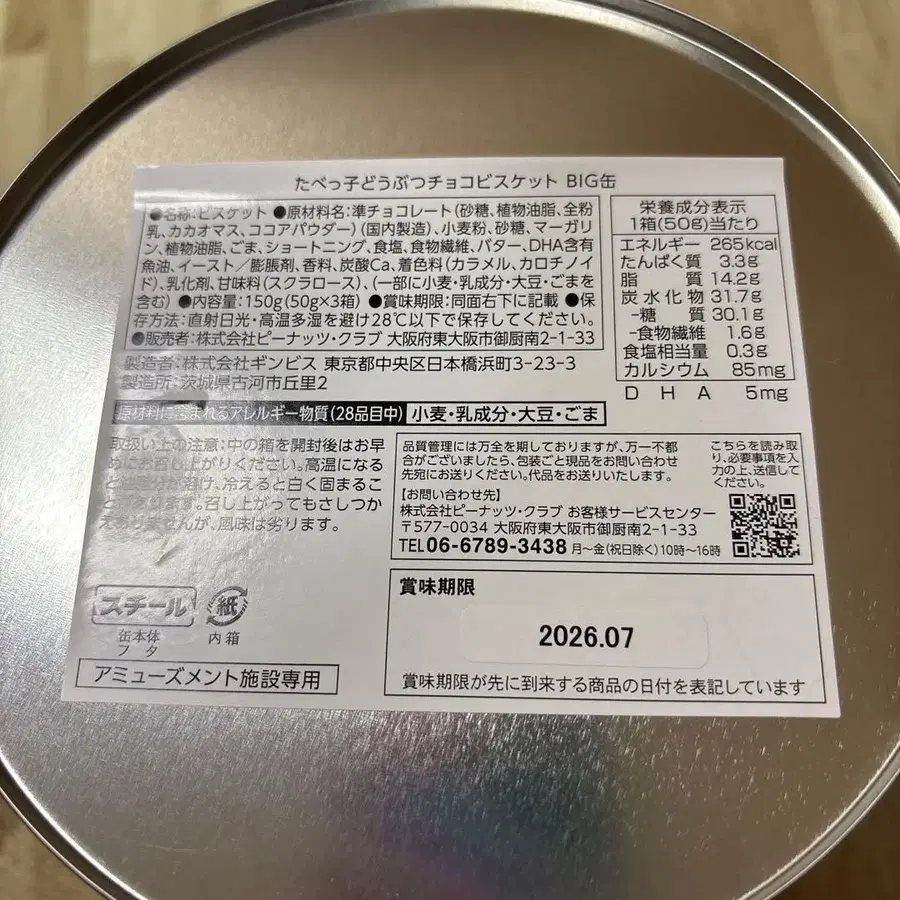 たべっ子どうぶつチョコビスケット BIG缶
●名称:ビスケット ●原材料名:準チョコレート(砂糖、植物油脂、全粉
乳、カカオマス、ココアパウダー)(国内製造)、小麦粉、砂糖、マーガリ
ン、植物油脂、ごま、ショートニング、食塩、食物繊維、バター、DHA含有
魚油、イースト/膨脹剤、香料、炭酸Ca、着色料(カラメル、カロチノイ
ド)、乳化剤、甘味料(スクラロース)、(一部に小麦・乳成分・大豆・ごまを
含む) ●内容量:150g(50g×3箱) ●賞味期限:同面右下に記載 ●保
存方法:直射日光・高温多湿を避け28℃以下で保存してください。
●販売者:株式会社ピーナッツ・クラブ 大阪府東大阪市御厨南2-1-33
製造者:株式会社ギンビス 東京都中央区日本橋浜町3-23-3
製造所:茨城県古河市丘里2
栄養成分表示
1箱(50g)当たり
エネルギー 265kcal
たんぱく質 3.3g
脂質 14.2g
炭水化物 31.7g
-糖質 30.1g
-食物繊維 1.6g
食塩相当量 0.3g
カルシウム 85mg
DHA 5mg
原材料に含まれるアレルギー物質(28品目中) 小麦・乳成分・大豆・ごま
取扱い上の注意:中の箱を開封後はお早
めにお召し上がりください。高温になる
と
が溶け、冷えると白く固まるこ
とがあります。召し上がってもさしつか
えありませんが、風味は劣ります。
品質管理には万全を期しておりますが、万一不都
合がございましたら、包装ごと現品をお問い合わせ
先宛にお送りください。代品をお送りいたします。
【お問い合わせ先】
株式会社ピーナッツ・クラブ お客様サービスセンター
〒577-0034 大阪府東大阪市御厨南2-1-33
TEL06-6789-3438 月~金(祝日除く)10時~16時
こちらを読み取
り、必要事項を入
力の上、送信して
ください。
スチール
缶本体
フタ
紙
内箱
アミューズメント施設専用
賞味期限
2026.07
賞味期限が先に到来する商品の日付を表記しています